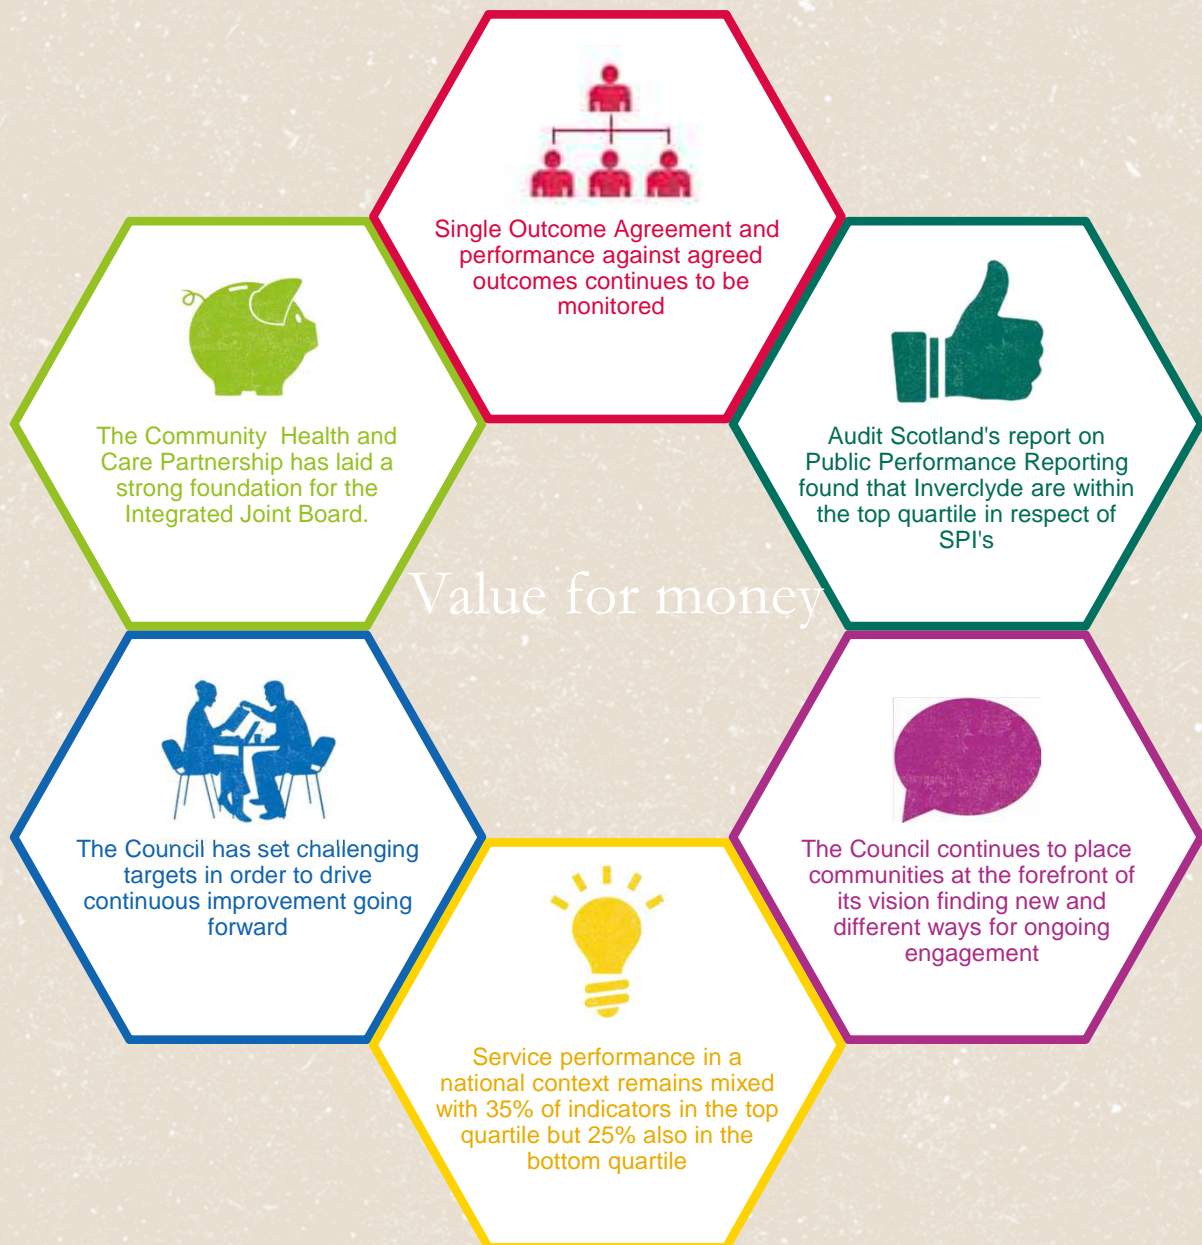 Single Outcome Agreement and
performance against agreed
outcomes continues to be
monitored
The Community Health and
Care Partnership has laid a
strong foundation for the
Integrated Joint Board.
Audit Scotland's report on
Public Performance Reporting
found that Inverclyde are within
the top quartile in respect of
SPI's
Value for money
The Council has set challenging
targets in order to drive
continuous improvement going
forward
The Council continues to place
communities at the forefront of
its vision finding new and
different ways for ongoing
engagement
Service performance in a
national context remains mixed
with 35% of indicators in the top
quartile but 25% also in the
bottom quartile